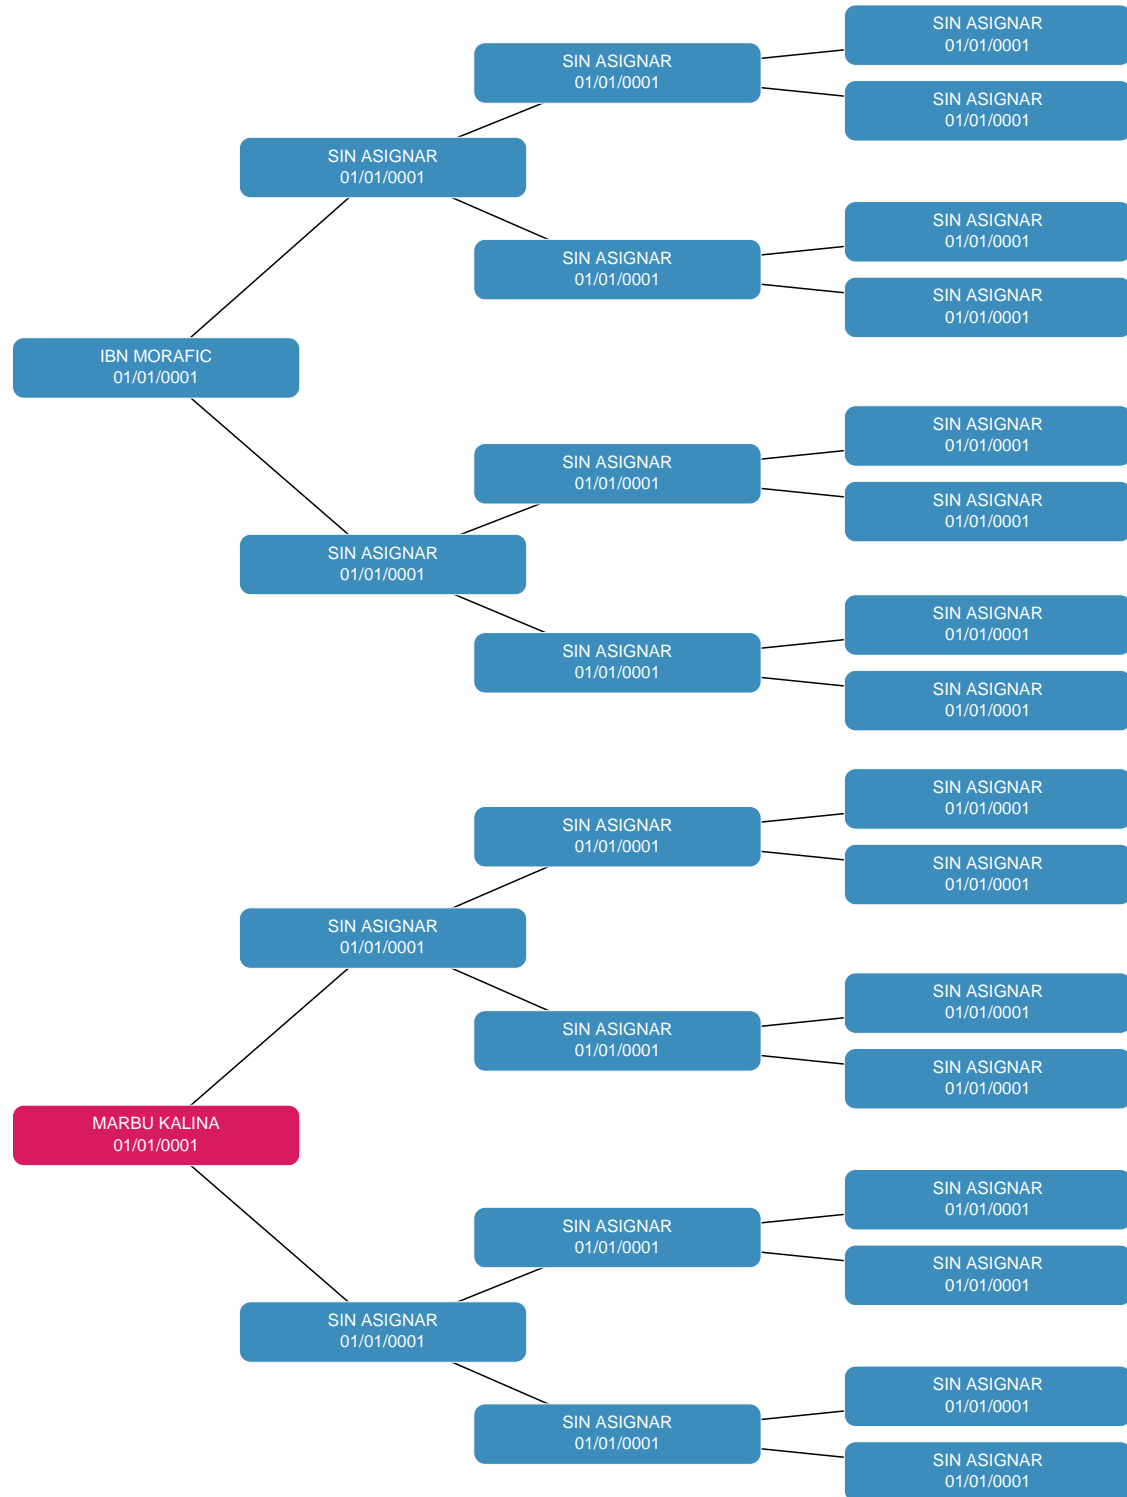 SIN ASIGNAR
01/01/0001
SIN ASIGNAR
01/01/0001
SIN ASIGNAR
01/01/0001
SIN ASIGNAR
01/01/0001
SIN ASIGNAR
01/01/0001
SIN ASIGNAR
01/01/0001
SIN ASIGNAR
01/01/0001
IBN MORAFIC
01/01/0001
SIN ASIGNAR
01/01/0001
SIN ASIGNAR
01/01/0001
SIN ASIGNAR
01/01/0001
SIN ASIGNAR
01/01/0001
SIN ASIGNAR
01/01/0001
SIN ASIGNAR
01/01/0001
SIN ASIGNAR
01/01/0001
SIN ASIGNAR
01/01/0001
SIN ASIGNAR
01/01/0001
SIN ASIGNAR
01/01/0001
SIN ASIGNAR
01/01/0001
SIN ASIGNAR
01/01/0001
SIN ASIGNAR
01/01/0001
SIN ASIGNAR
01/01/0001
MARBU KALINA
01/01/0001
SIN ASIGNAR
01/01/0001
SIN ASIGNAR
01/01/0001
SIN ASIGNAR
01/01/0001
SIN ASIGNAR
01/01/0001
SIN ASIGNAR
01/01/0001
SIN ASIGNAR
01/01/0001
SIN ASIGNAR
01/01/0001